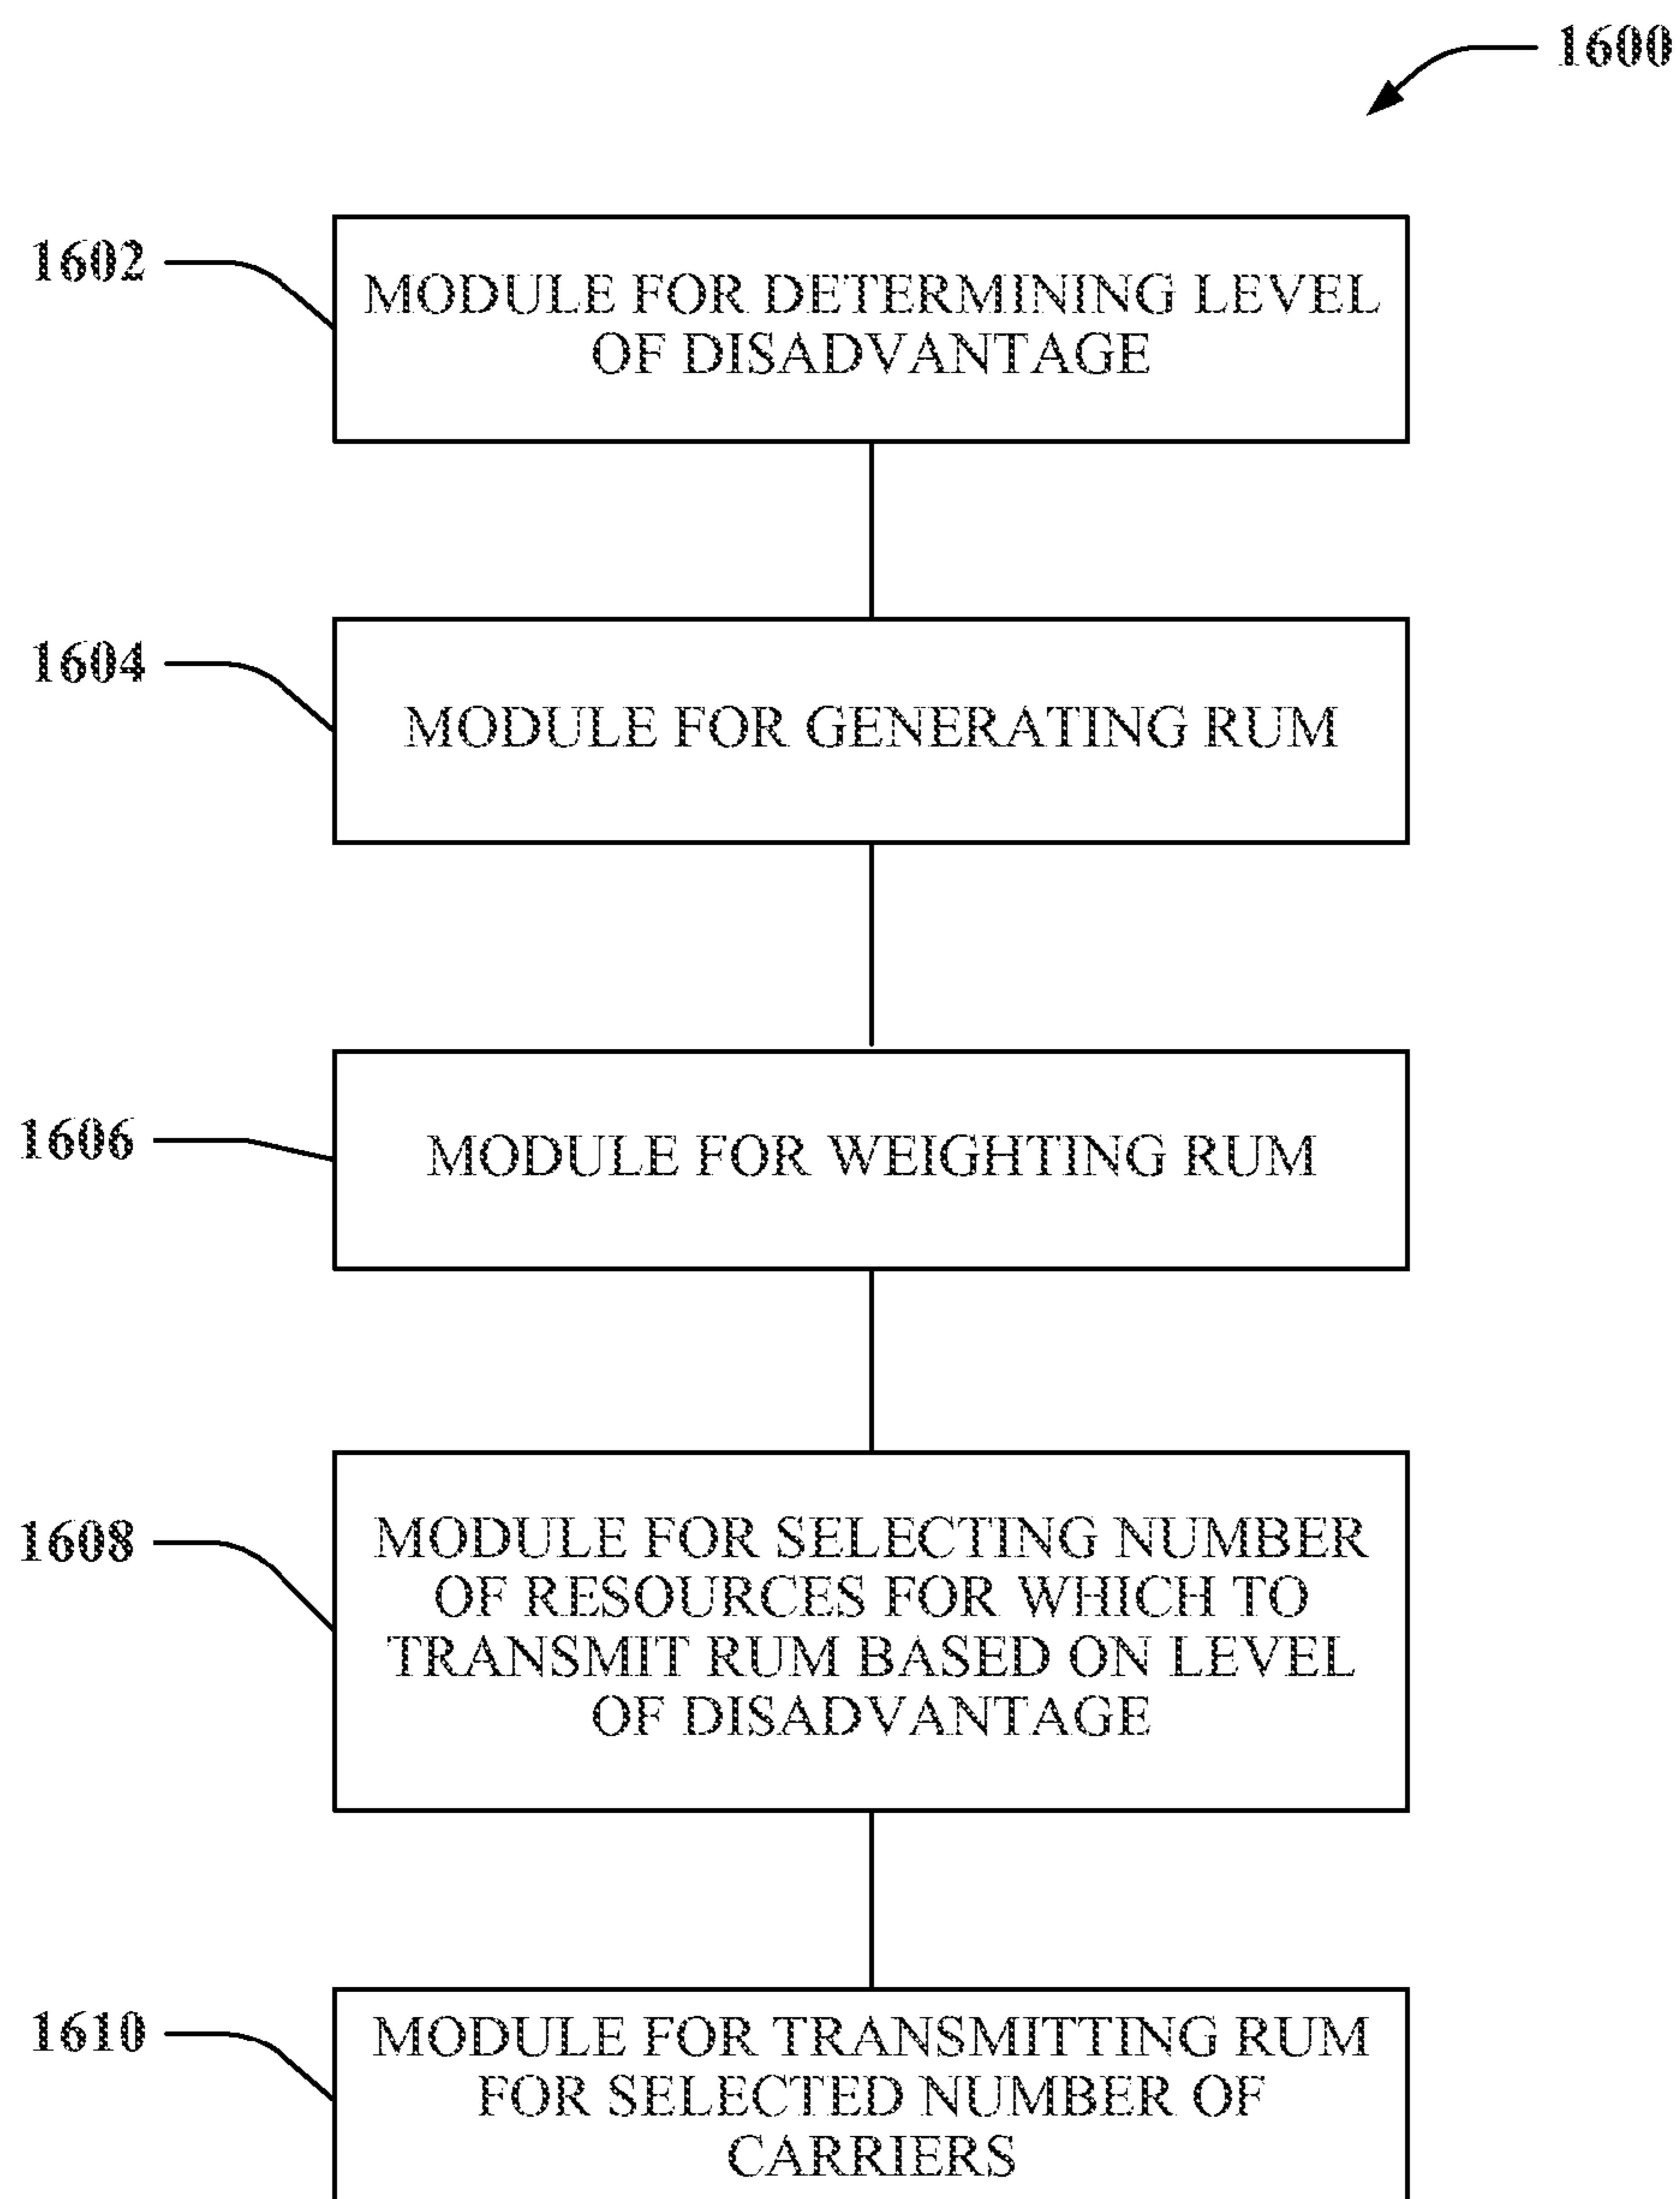 1600
1602
MODULE FOR DETERMINING LEVEL
OF DISADVANTAGE
1604
MODULE FOR GENERATING RUM
1606
MODULE FOR WEIGHTING RUM
1608
MODULE FOR SELECTING NUMBER
OF RESOURCES FOR WHICH TO
TRANSMIT RUM BASED ON LEVEL
OF DISADVANTAGE
1610
MODULE FOR TRANSMITTING RUM
FOR SELECTED NUMBER OF
CARRIERS